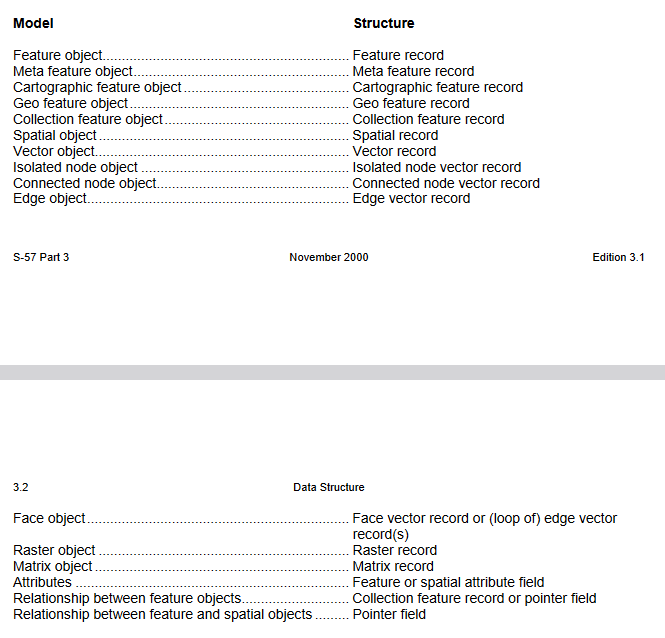 Model Structure
Feature object.................................................................. Feature record
Meta feature object.......................................................... Meta feature record
Cartographic feature object............................................. Cartographic feature record
Geo feature object........................................................... Geo feature record
Collection feature object.................................................. Collection feature record
Spatial object................................................................... Spatial record
Vector object.................................................................... Vector record
Isolated node object ........................................................ Isolated node vector record
Connected node object.................................................... Connected node vector record
Edge object...................................................................... Edge vector record
S-57 Part 3 November 2000 Edition 3.1
3.2 Data Structure
Face object...................................................................... Face vector record or (loop of) edge vector
record(s)
Raster object ................................................................... Raster record
Matrix object.................................................................... Matrix record
Attributes ......................................................................... Feature or spatial attribute field
Relationship between feature objects............................. Collection feature record or pointer field
Relationship between feature and spatial objects ......... Pointer field